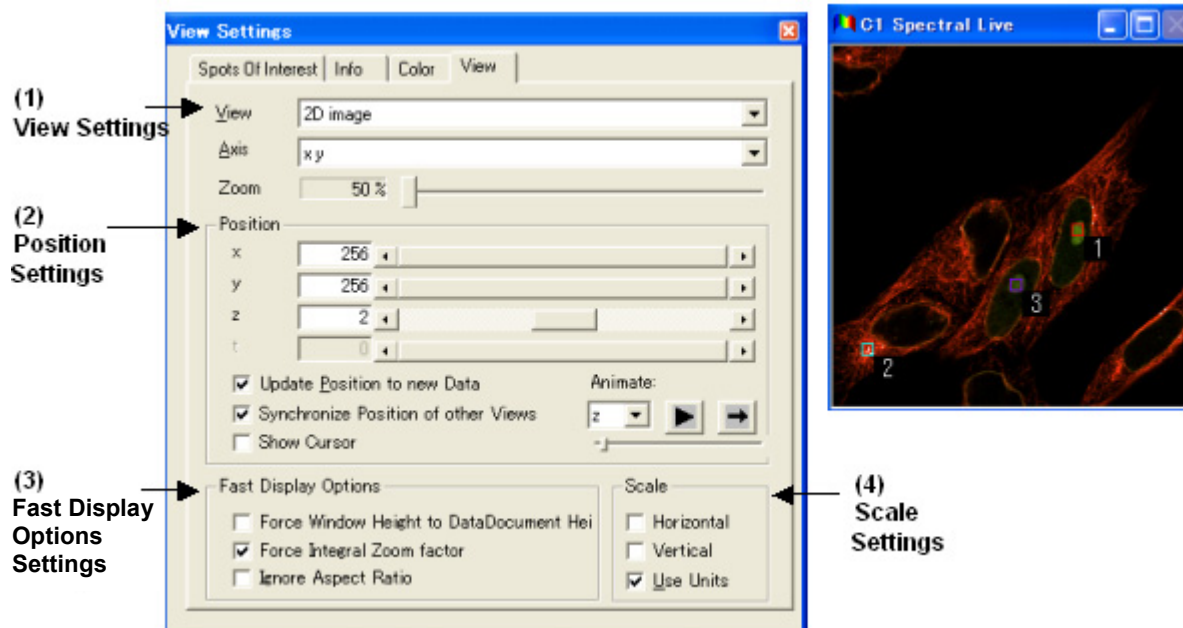 View Settings
Spots Of Interest Info Color View
(1)
View Settings
View 2D image
Axis x y
Zoom 50 %
(2)
Position
Settings
Position
x 256
y 256
z 2
t 0
Update Position to new Data
Synchronize Position of other Views
Show Cursor
Animate:
z
(3)
Fast Display
Options
Settings
Fast Display Options
Force Window Height to DataDocument Hei
Force Integral Zoom factor
Ignore Aspect Ratio
Scale
Horizontal
Vertical
Use Units
(4)
Scale
Settings
C1 Spectral Live
1
3
2